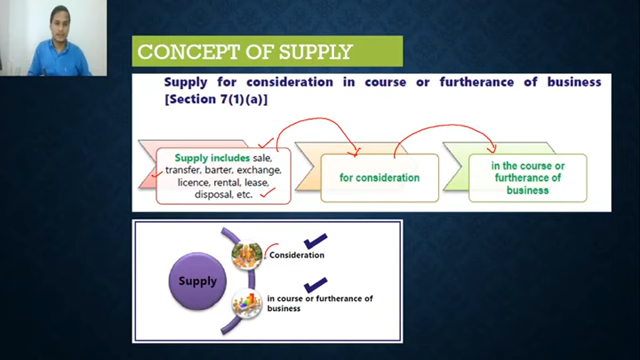 CONCEPT OF SUPPLY
Supply for consideration in course or furtherance of business
[Section 7(1)(a)]
Supply includes sale,
transfer, barter, exchange,
licence, rental, lease,
disposal, etc.
for consideration
in the course or
furtherance of
business
Supply
Consideration
in course or furtherance of
business